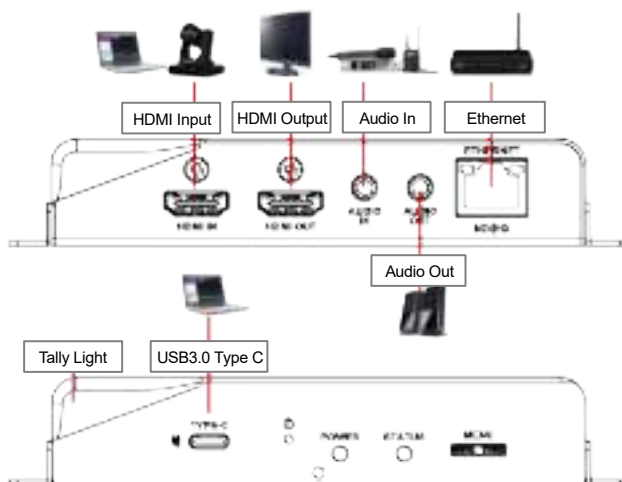 HDMI Input
HDMI Output
Audio In
Ethernet
ETHERNET
HDMI IN
HDMI OUT
AUDIO
IN
AUDIO
OUT
Audio Out
Tally Light
USB3.0 Type C
TYPE-C
POWER
STATUS